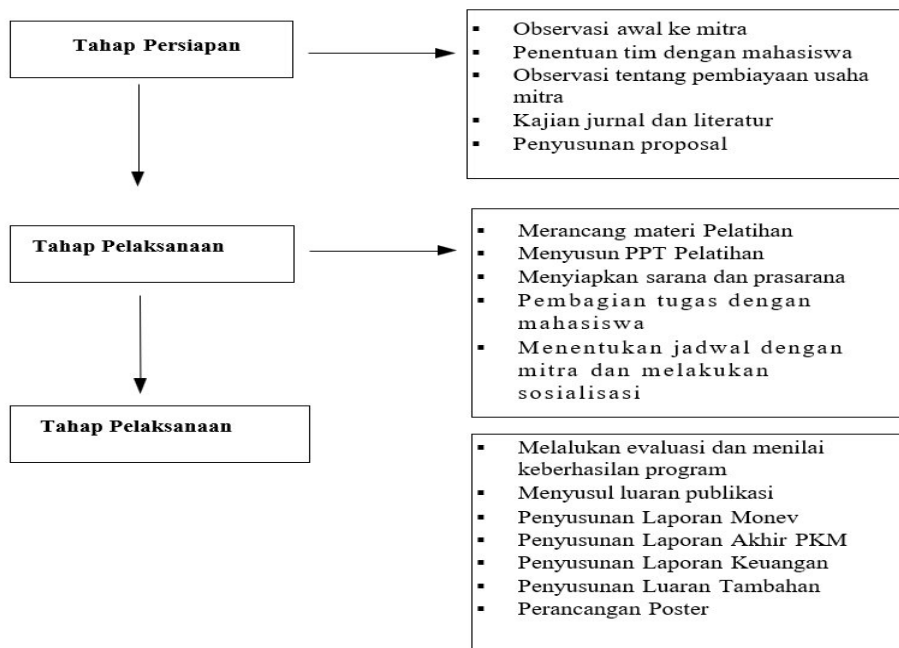 Tahap Persiapan
▪ Observasi awal ke mitra
▪ Penentuan tim dengan mahasiswa
▪ Observasi tentang pembiayaan usaha
mitra
▪ Kajian jurnal dan literatur
▪ Penyusunan proposal
Tahap Pelaksanaan
▪ Merancang materi Pelatihan
▪ Menyusun PPT Pelatihan
▪ Menyiapkan sarana dan prasarana
▪ Pembagian tugas dengan
mahasiswa
▪ Menentukan jadwal dengan
mitra dan melakukan
sosialisasi
Tahap Pelaksanaan
▪ Melalukan evaluasi dan menilai
keberhasilan program
▪ Menyusul luaran publikasi
▪ Penyusunan Laporan Monev
▪ Penyusunan Laporan Akhir PKM
▪ Penyusunan Laporan Keuangan
▪ Penyusunan Luaran Tambahan
▪ Perancangan Poster